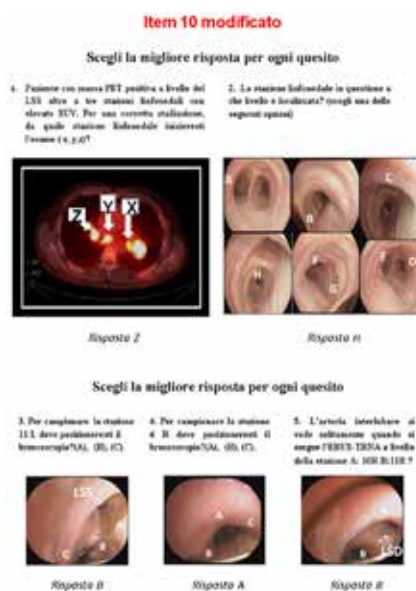 Item 10 modificato
Scegli la migliore risposta per ogni quesito
1. Paziente con massa PET positiva a livello del
LSS oltre a tre stazioni linfonodali con
elevato SUV. Per una corretta stadiazione,
da quale stazione linfonodale inizieresti
l'esame (x, y, z)?
2. La stazione linfonodale in questione a
che livello è localizzata? (scegli una delle
seguenti opzioni)
Z
Y
X
A
B
C
H
F
G
E
D
Risposta Z
Risposta H
Scegli la migliore risposta per ogni quesito
3. Per campionare la stazione
11 L deve posizionaresti il
broncoscopio?(A), (B), (C).
4. Per campionare la stazione
4 R deve posizionaresti il
broncoscopio?(A), (B), (C).
5. L'arteria interlobare si
vede solitamente quando si
esegue l'EBUS-TBNA a livello
della stazione A: 10R B:11R ?
LSS
C
B
A
C
B
A
LSD
B
Risposta B
Risposta A
Risposta B